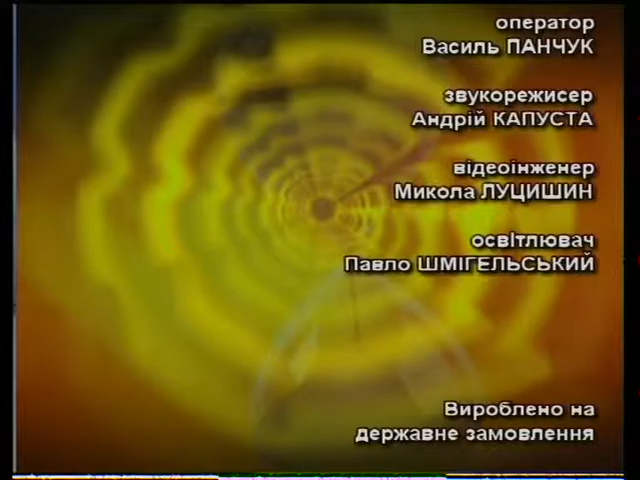 оператор
Василь ПАНЧУК
звукорежисер
Андрій КАПУСТА
відеоінженер
Микола ЛУЦИШИН
освітлювач
Павло ШМІГЕЛЬСЬКИЙ
Вироблено на
державне замовлення